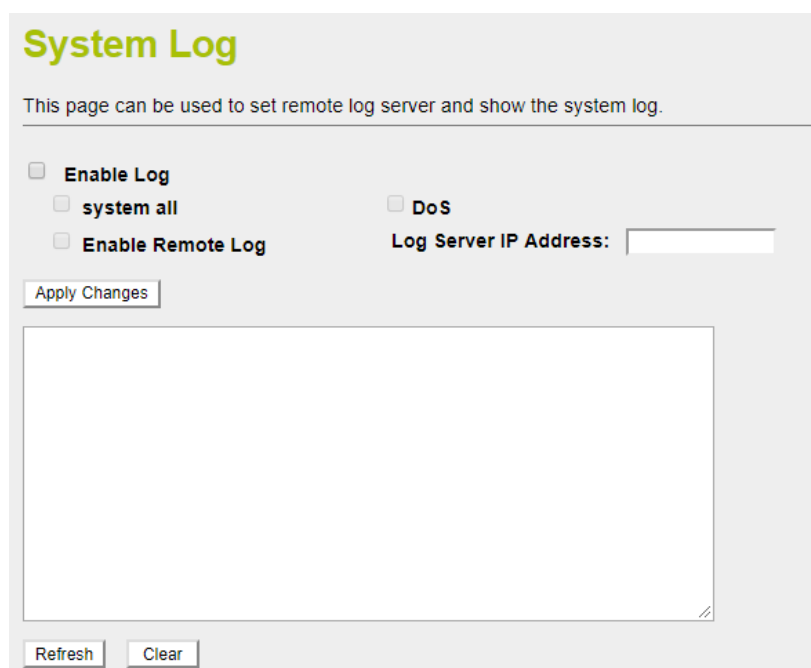 System Log
This page can be used to set remote log server and show the system log.
Enable Log
system all DoS
Enable Remote Log Log Server IP Address:
Apply Changes
Refresh Clear